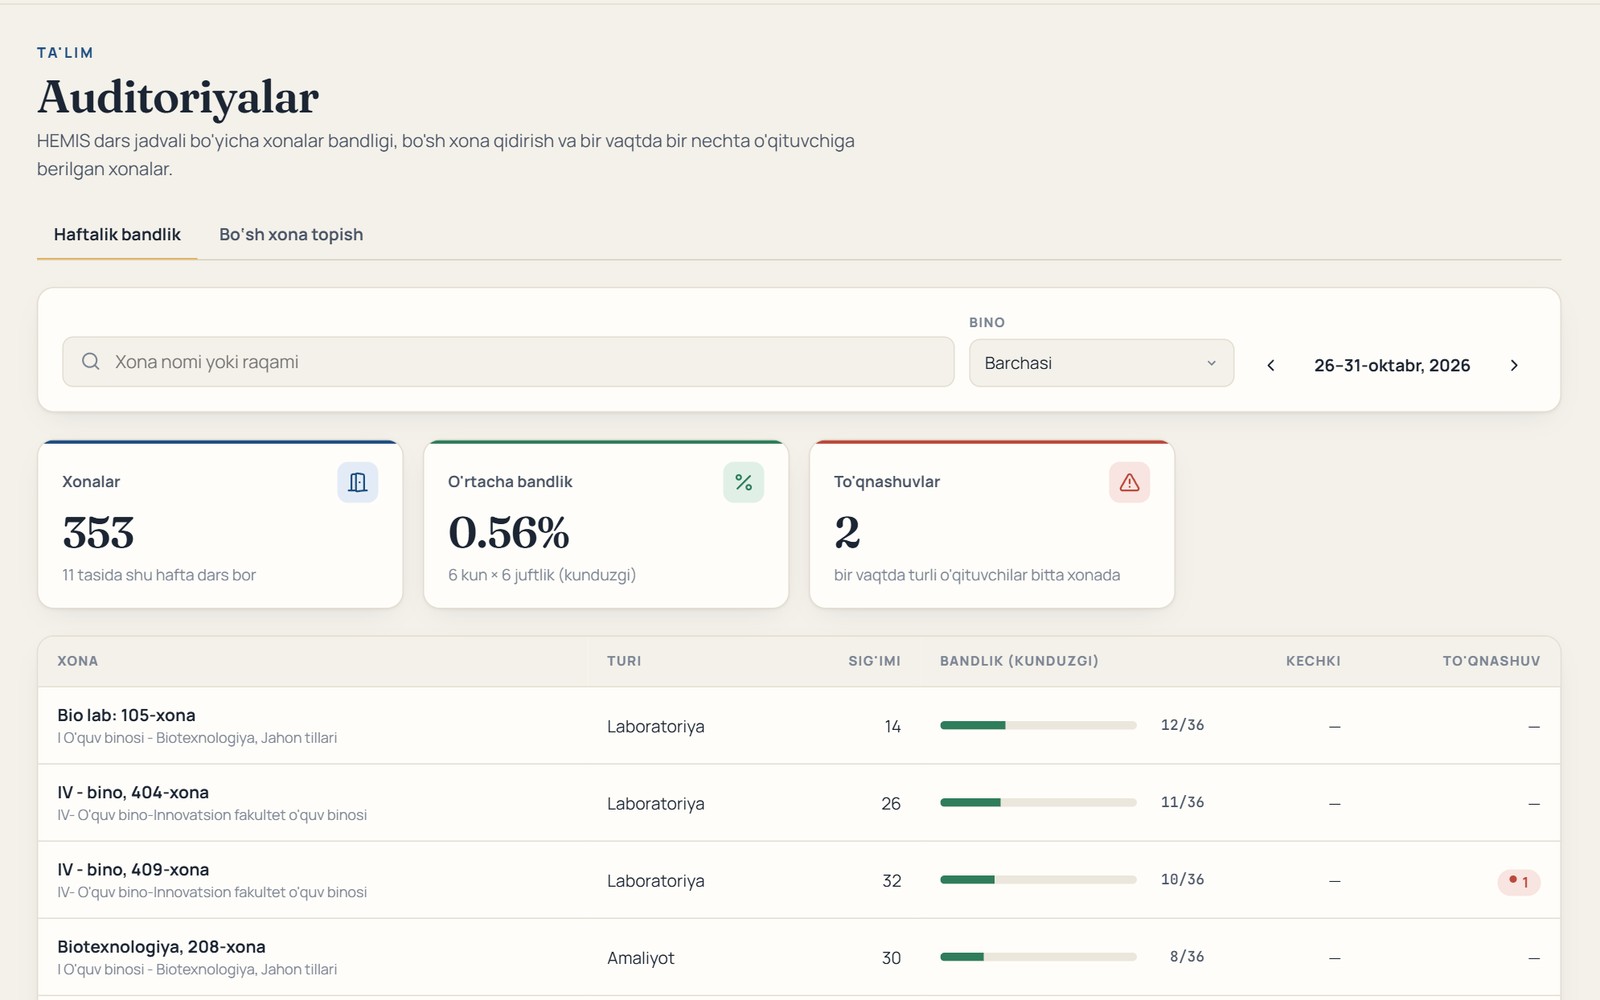 TA'LIM
Auditoriyalar
HEMIS dars jadvali bo'yicha xonalar bandligi, bo'sh xona qidirish va bir vaqtda bir nechta o'qituvchiga
berilgan xonalar.
Haftalik bandlik
Bo'sh xona topish
BINO
Xona nomi yoki raqami
Barchasi
26–31-oktabr, 2026
Xonalar
353
11 tasida shu hafta dars bor
O'rtacha bandlik
0.56%
6 kun × 6 juftlik (kunduzgi)
To'qnashuvlar
2
bir vaqtda turli o'qituvchilar bitta xonada
XONA TURI SIG'IMI BANDLIK (KUNDUZGI) KECHKI TO'QNASHUV
Bio lab: 105-xona
I O'quv binosi - Biotexnologiya, Jahon tillari
Laboratoriya 14 12/36 — —
IV - bino, 404-xona
IV- O'quv bino-Innovatsion fakultet o'quv binosi
Laboratoriya 26 11/36 — —
IV - bino, 409-xona
IV- O'quv bino-Innovatsion fakultet o'quv binosi
Laboratoriya 32 10/36 — 1
Biotexnologiya, 208-xona
I O'quv binosi - Biotexnologiya, Jahon tillari
Amaliyot 30 8/36 — —